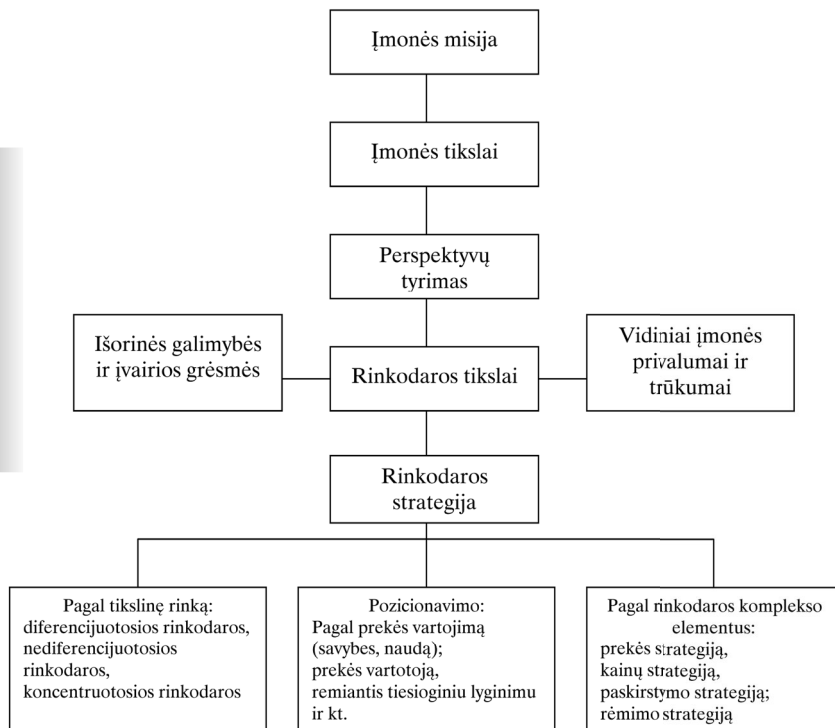 Įmonės misija
Įmonės tikslai
Perspektyvų
tyrimas
Išorinės galimybės
ir įvairios grėsmės
Rinkodaros tikslai
Vidiniai įmonės
privalumai ir
trūkumai
Rinkodaros
strategija
Pagal tikslinę rinką:
diferencijuotosios rinkodaros,
nediferencijuotosios
rinkodaros,
koncentruotosios rinkodaros
Pozicionavimo:
Pagal prekės vartojimą
(savybes, naudą);
prekės vartotoją,
remiantis tiesioginiu lyginimu
ir kt.
Pagal rinkodaros komplekso
elementus:
prekės strategiją,
kainų strategiją,
paskirstymo strategiją;
rėmimo strategiją